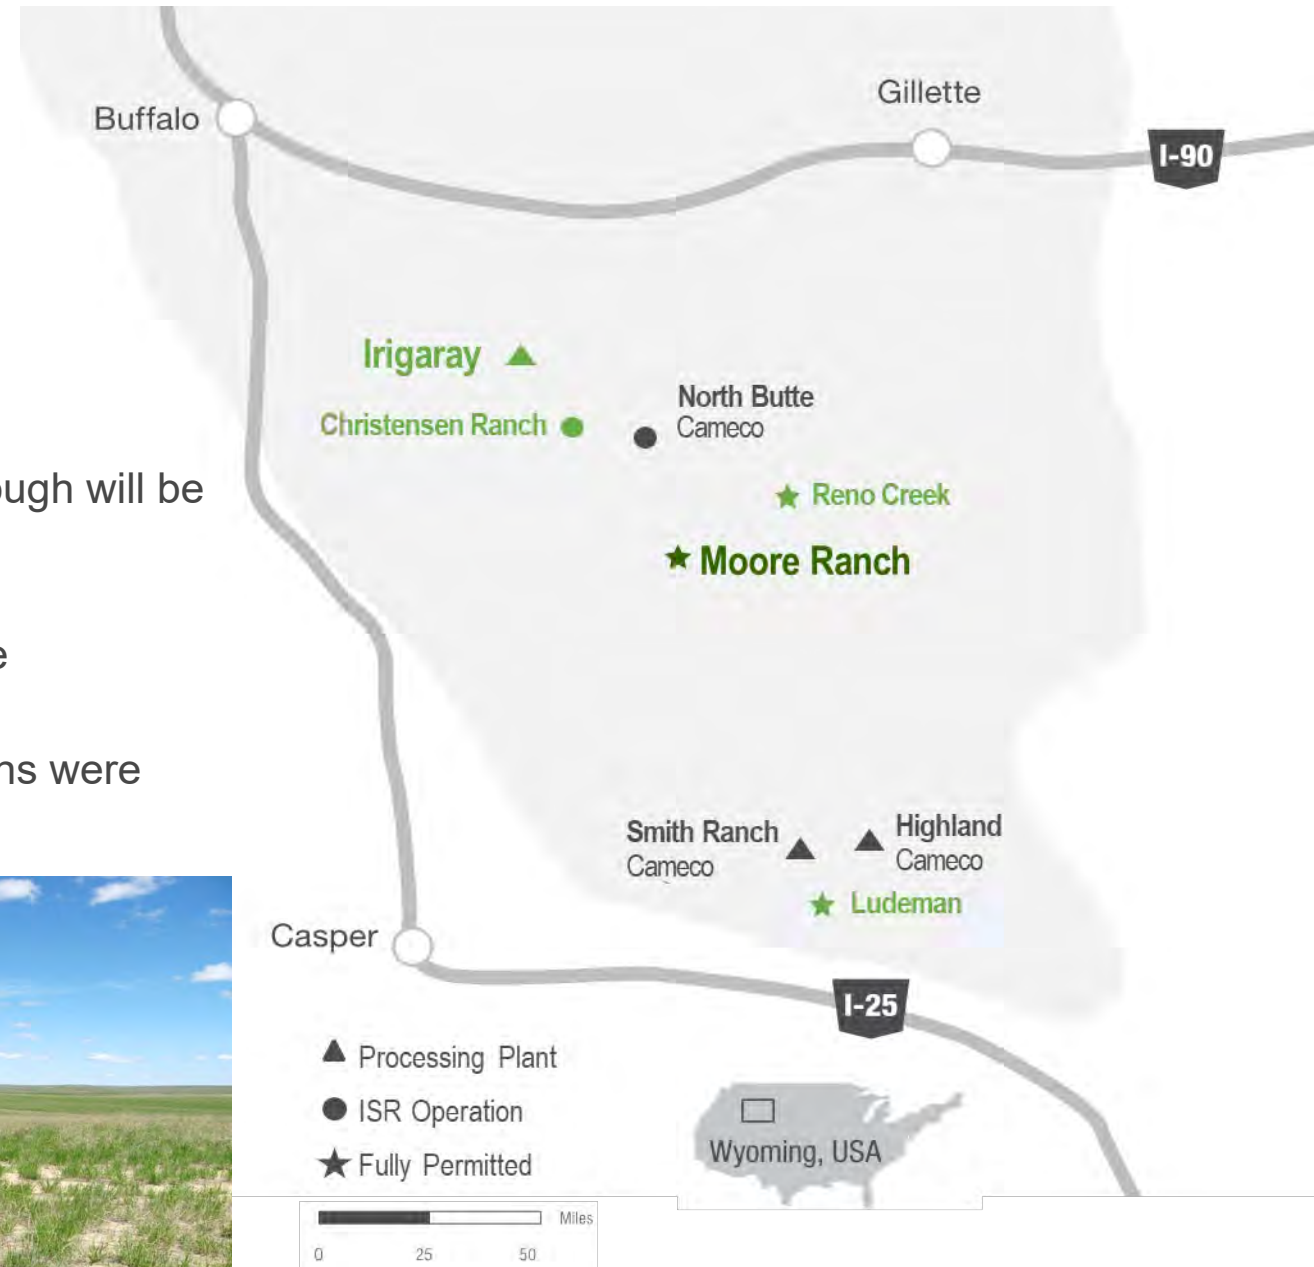 Gillette
Buffalo
I-90
Irigaray
North Butte
Cameco
Christensen Ranch
ough will be
Reno Creek
Moore Ranch
e
ns were
Smith Ranch
Cameco
Highland
Cameco
Ludeman
Casper
I-25
Processing Plant
ISR Operation
Fully Permitted
Wyoming, USA
Miles
0 25 50